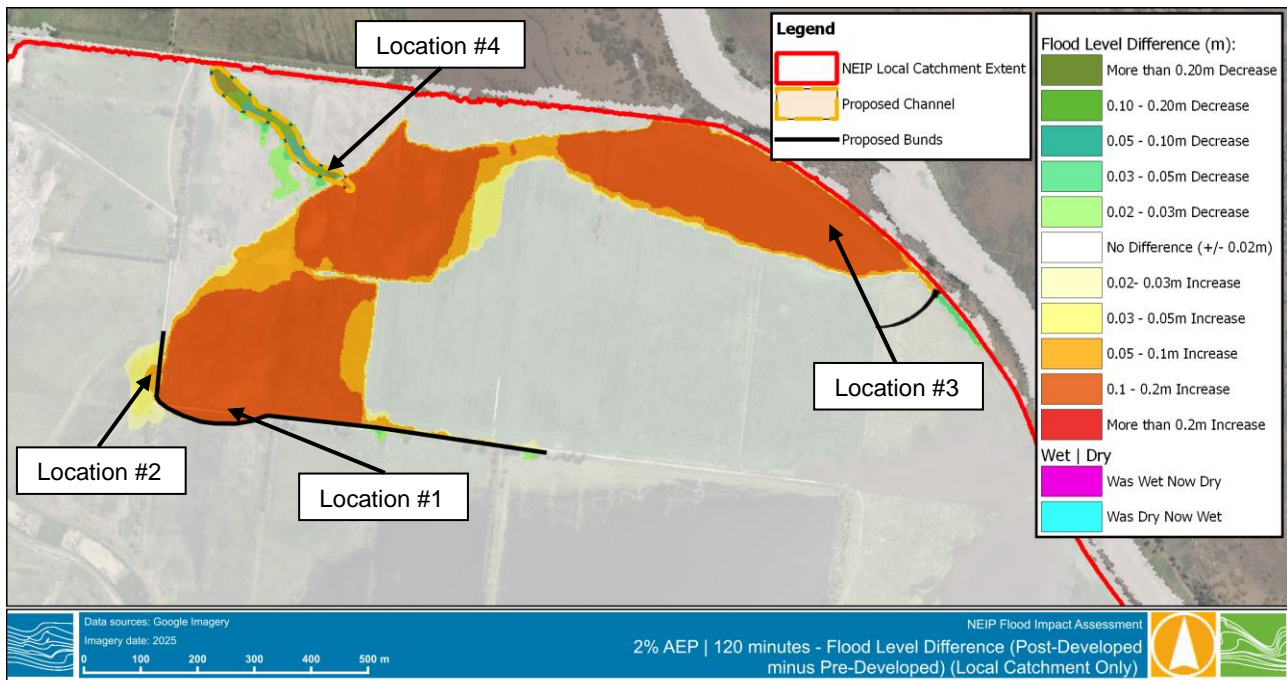 Location #4
Legend
NEIP Local Catchment Extent
Proposed Channel
Proposed Bunds
Flood Level Difference (m):
More than 0.20m Decrease
0.10 - 0.20m Decrease
0.05 - 0.10m Decrease
0.03 - 0.05m Decrease
0.02 - 0.03m Decrease
No Difference (+/- 0.02m)
0.02- 0.03m Increase
0.03 - 0.05m Increase
0.05 - 0.1m Increase
0.1 - 0.2m Increase
More than 0.2m Increase
Wet | Dry
Was Wet Now Dry
Was Dry Now Wet
Location #3
Location #2
Location #1
Data sources: Google Imagery
Imagery date: 2025
0 100 200 300 400 500 m
NEIP Flood Impact Assessment
2% AEP | 120 minutes - Flood Level Difference (Post-Developed
minus Pre-Developed) (Local Catchment Only)